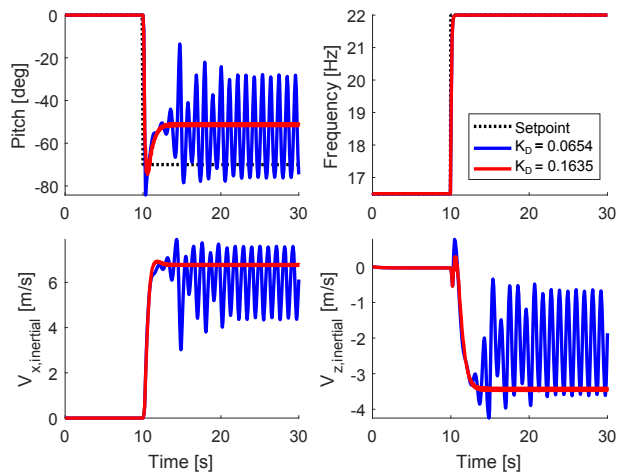 0
-20
-40
-60
-80
Pitch [deg]
0 10 20 30
22
21
20
19
18
17
16
Frequency [Hz]
0 10 20 30
Setpoint
K_D = 0.0654
K_D = 0.1635
6
4
2
0
V_x,inertial [m/s]
0 10 20 30
Time [s]
0
-1
-2
-3
-4
V_z,inertial [m/s]
0 10 20 30
Time [s]